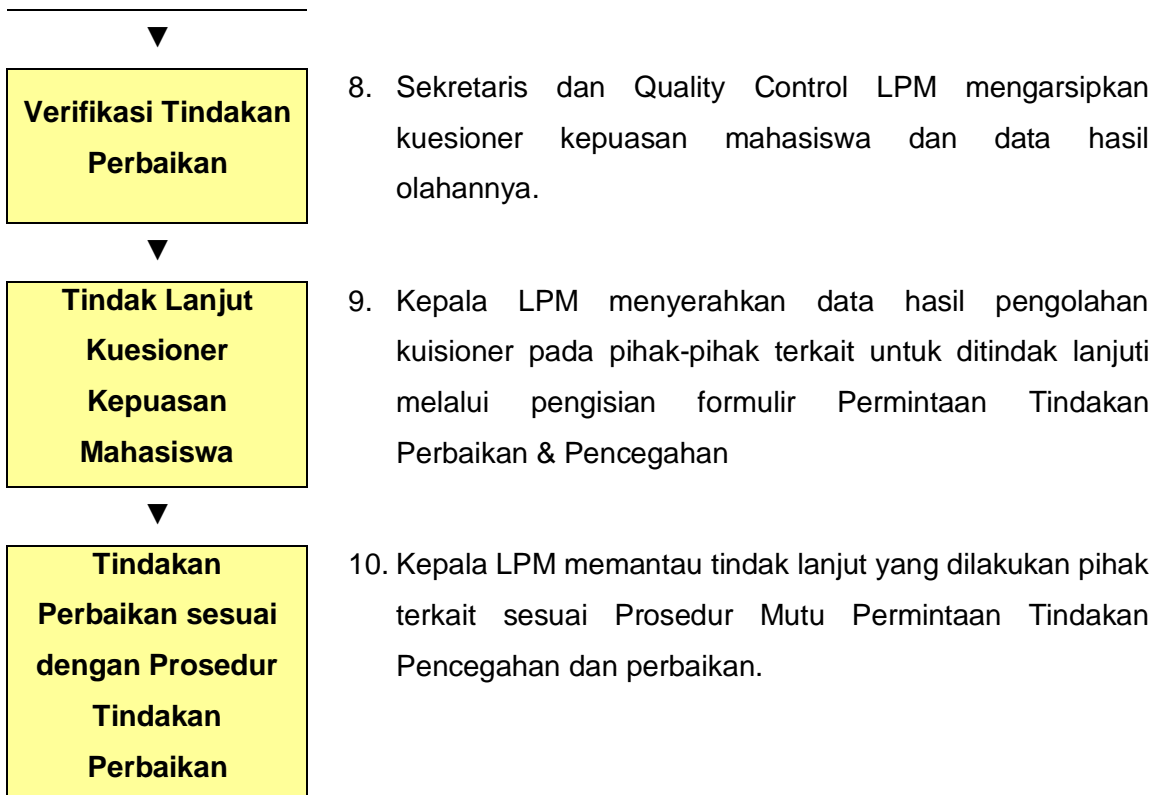 ▼
Verifikasi Tindakan
Perbaikan
8. Sekretaris dan Quality Control LPM mengarsipkan
kuesioner kepuasan mahasiswa dan data hasil
olahannya.
▼
Tindak Lanjut
Kuesioner
Kepuasan
Mahasiswa
9. Kepala LPM menyerahkan data hasil pengolahan
kuisioner pada pihak-pihak terkait untuk ditindak lanjuti
melalui pengisian formulir Permintaan Tindakan
Perbaikan & Pencegahan
▼
Tindakan
Perbaikan sesuai
dengan Prosedur
Tindakan
Perbaikan
10. Kepala LPM memantau tindak lanjut yang dilakukan pihak
terkait sesuai Prosedur Mutu Permintaan Tindakan
Pencegahan dan perbaikan.